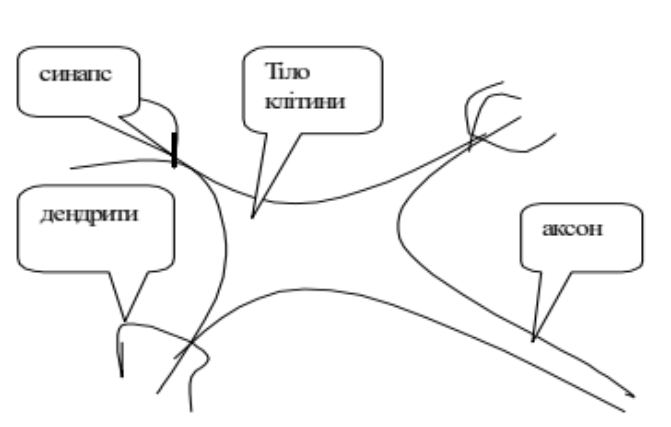 синапс
Тіло
клітини
дендрити
аксон